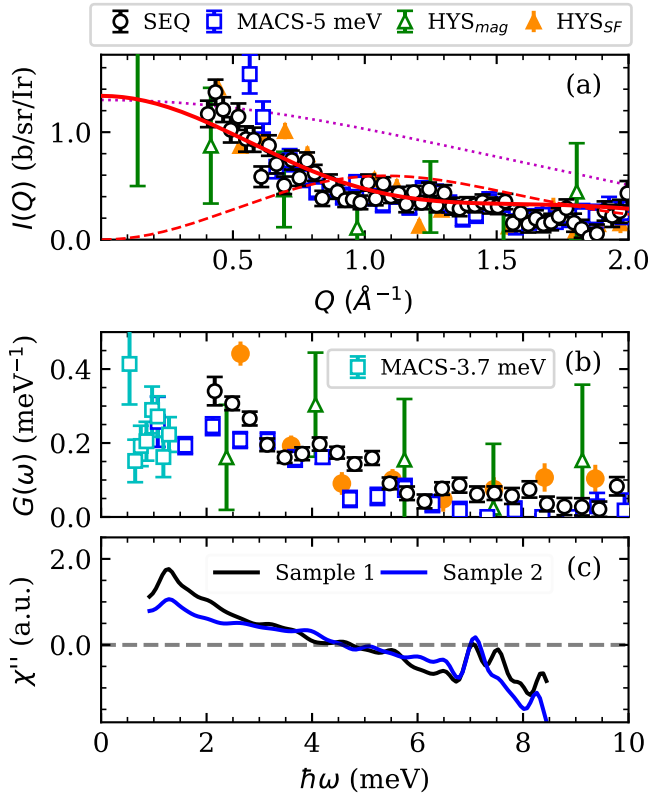 SEQ MACS-5 meV HYS_mag HYS_SF
(a)
I(Q) (b/sr/Ir)
1.0
0.0
0.5 1.0 1.5 2.0
Q (Å⁻¹)
(b)
MACS-3.7 meV
G(ω) (meV⁻¹)
0.4
0.2
0.0
(c)
Sample 1 Sample 2
χ'' (a.u.)
2.0
0.0
0 2 4 6 8 10
ħω (meV)